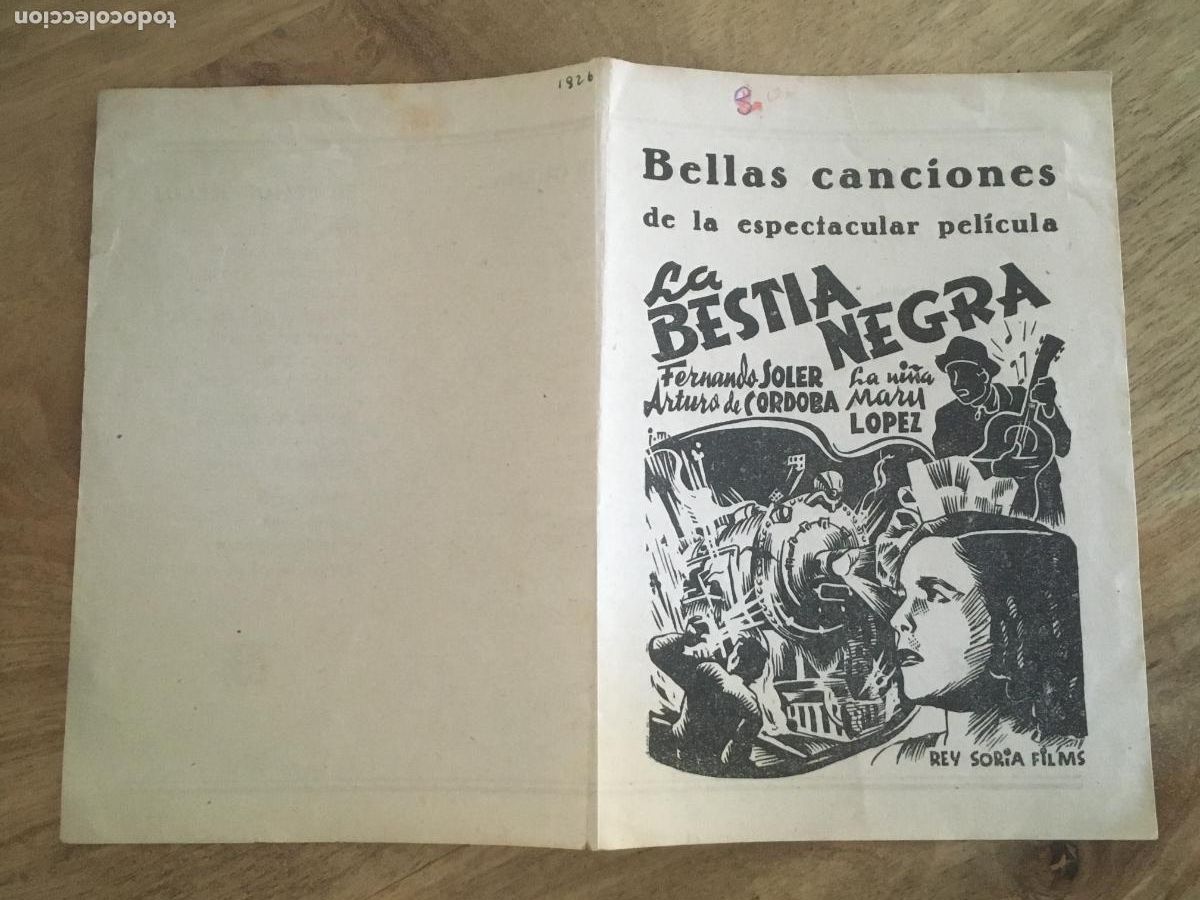 todocoleccion
1826
8.
Bellas canciones
de la espectacular película
La
BESTIA
NEGRA
Fernando SOLER
Arturo de CORDOBA
La niña
Mary
LOPEZ
j.m
REY SORIA FILMS